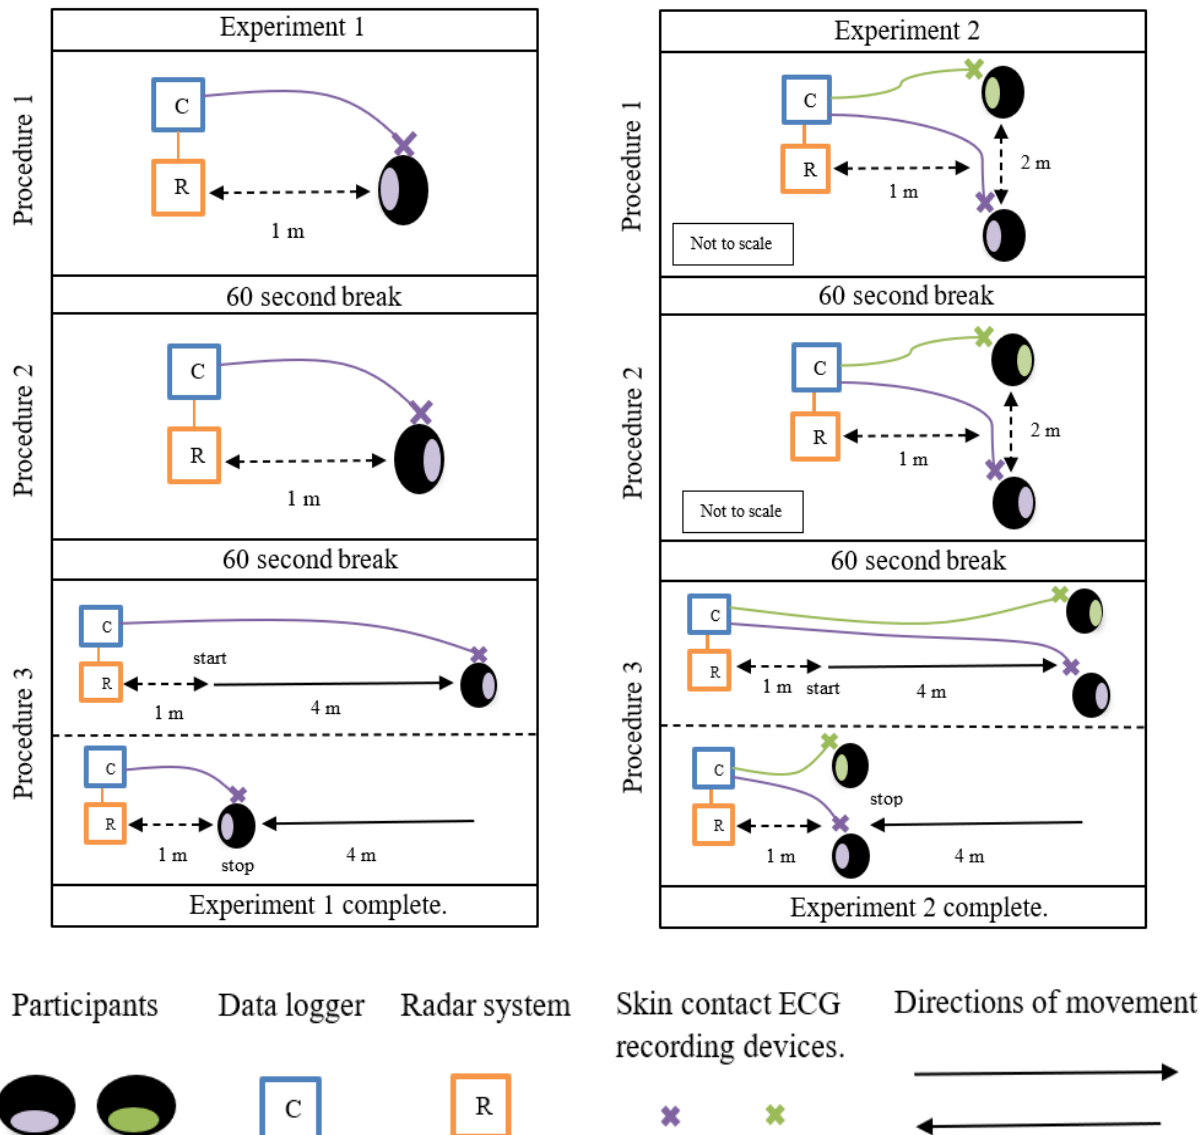 Experiment 1
Procedure 1
C
R
1 m
60 second break
Procedure 2
C
R
1 m
60 second break
Procedure 3
C
start
R
1 m
4 m
C
R
1 m
stop
4 m
Experiment 1 complete.
Experiment 2
Procedure 1
C
R
2 m
1 m
Not to scale
60 second break
Procedure 2
C
R
2 m
1 m
Not to scale
60 second break
Procedure 3
C
R
1 m start
4 m
C
stop
R
1 m
4 m
Experiment 2 complete.
Participants
Data logger
C
Radar system
R
Skin contact ECG
recording devices.
Directions of movement